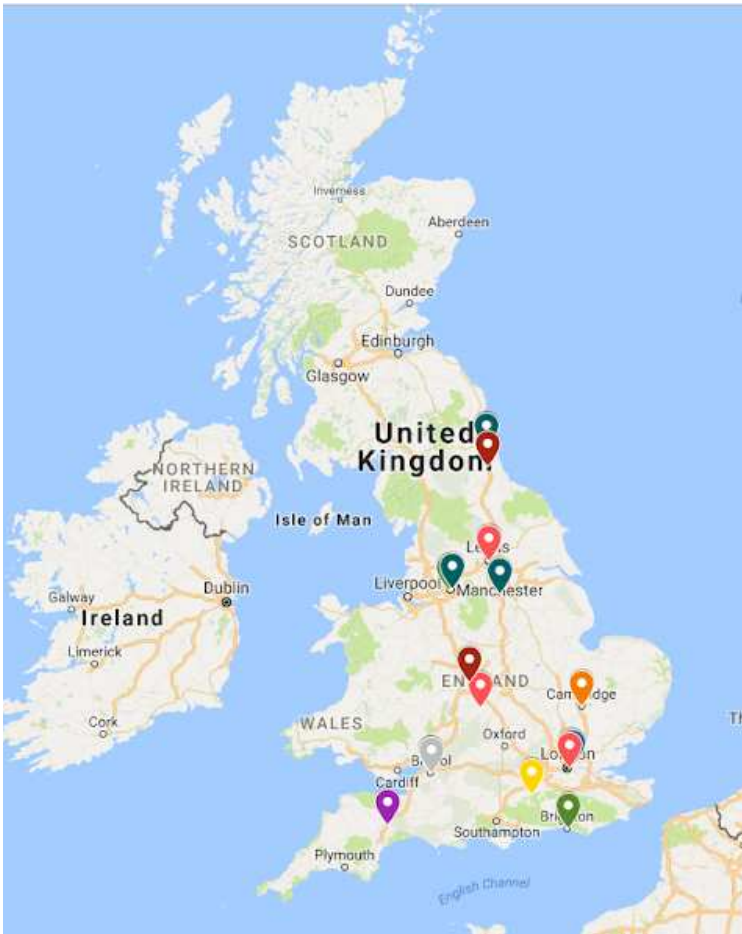 Inverness
Aberdeen
SCOTLAND
Dundee
Edinburgh
Glasgow
United
Kingdom
NORTHERN
IRELAND
Isle of Man
Liverpool
Manchester
Galway
Dublin
Ireland
Limerick
Cork
WALES
Oxford
Cardiff
Southampton
Plymouth
English Channel